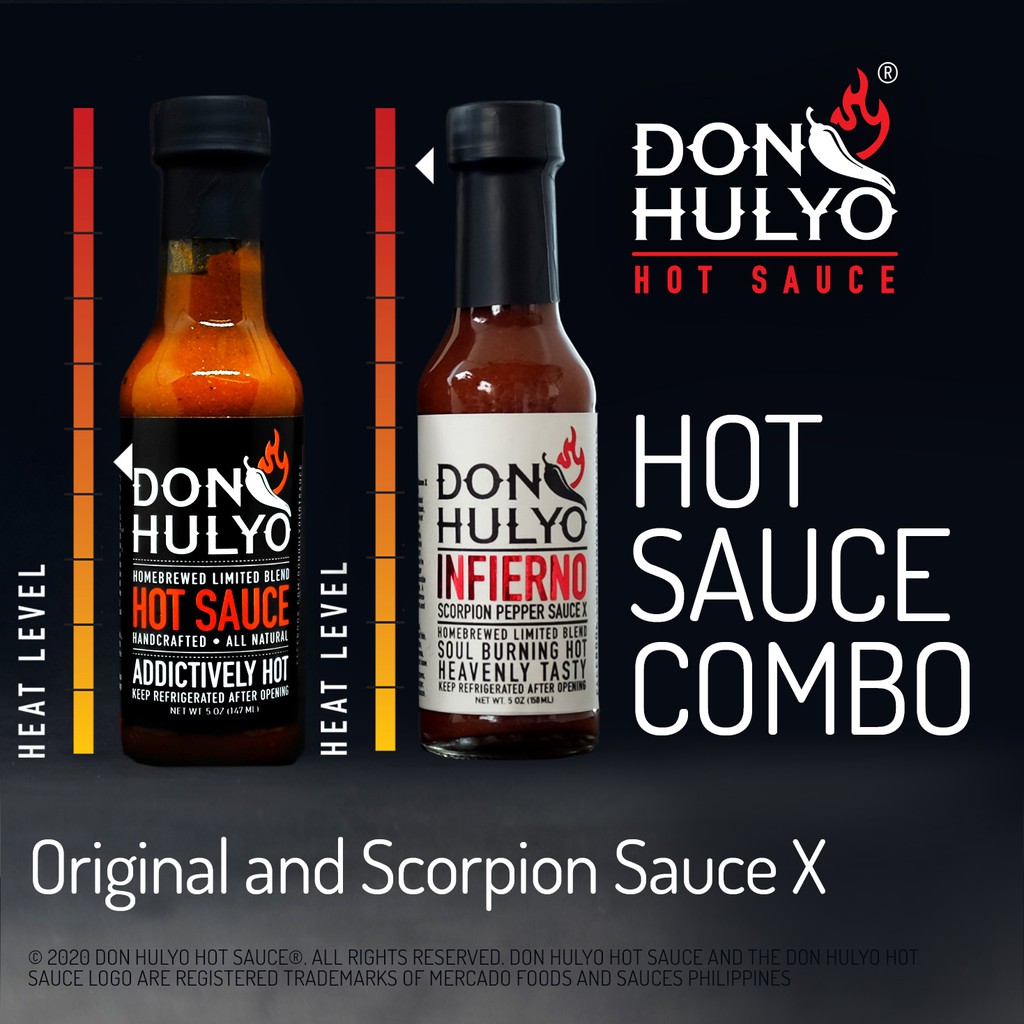 DON
HULYO
HOT SAUCE
®
HEAT LEVEL
DON
HULYO
HOMEBREWED LIMITED BLEND
HOT SAUCE
HANDCRAFTED • ALL NATURAL
ADDICTIVELY HOT
KEEP REFRIGERATED AFTER OPENING
NET WT. 5 OZ (147 ML)
HEAT LEVEL
DON
HULYO
INFIERNO
SCORPION PEPPER SAUCE X
HOMEBREWED LIMITED BLEND
SOUL BURNING HOT
HEAVENLY TASTY
KEEP REFRIGERATED AFTER OPENING
NET WT. 5 OZ (158 ML)
HOT
SAUCE
COMBO
Original and Scorpion Sauce X
© 2020 DON HULYO HOT SAUCE®. ALL RIGHTS RESERVED. DON HULYO HOT SAUCE AND THE DON HULYO HOT
SAUCE LOGO ARE REGISTERED TRADEMARKS OF MERCADO FOODS AND SAUCES PHILIPPINES